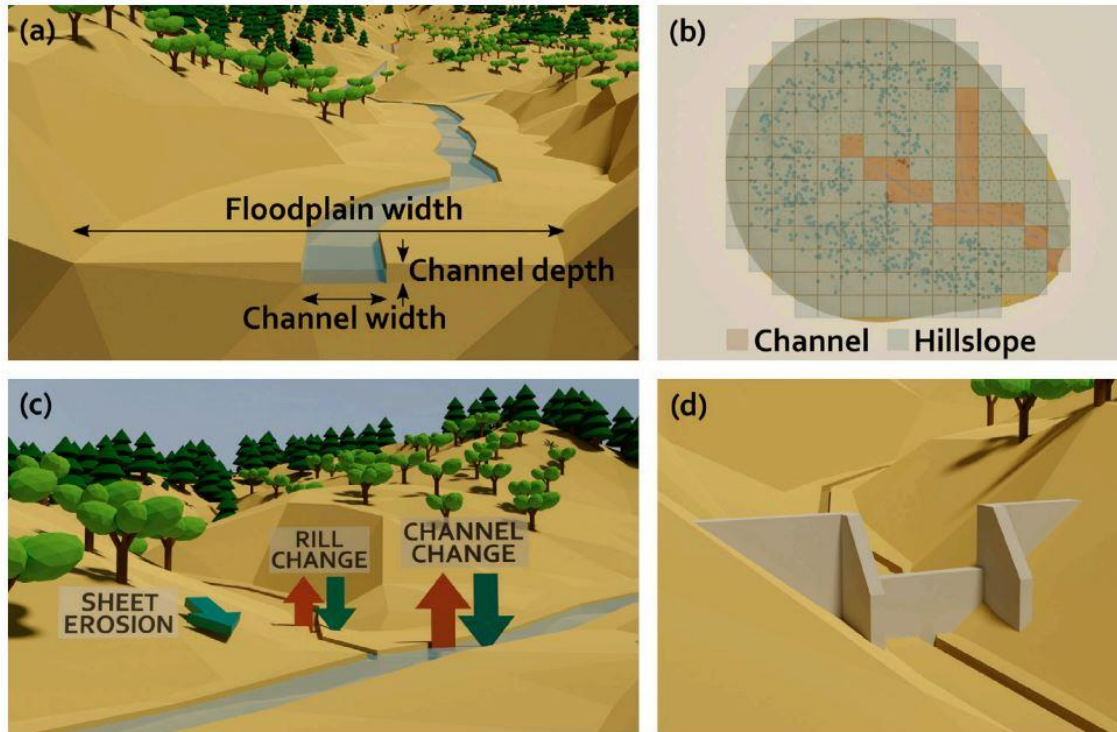 (a)
Floodplain width
Channel depth
Channel width
(b)
Channel
Hillslope
(c)
RILL
CHANGE
CHANNEL
CHANGE
SHEET
EROSION
(d)